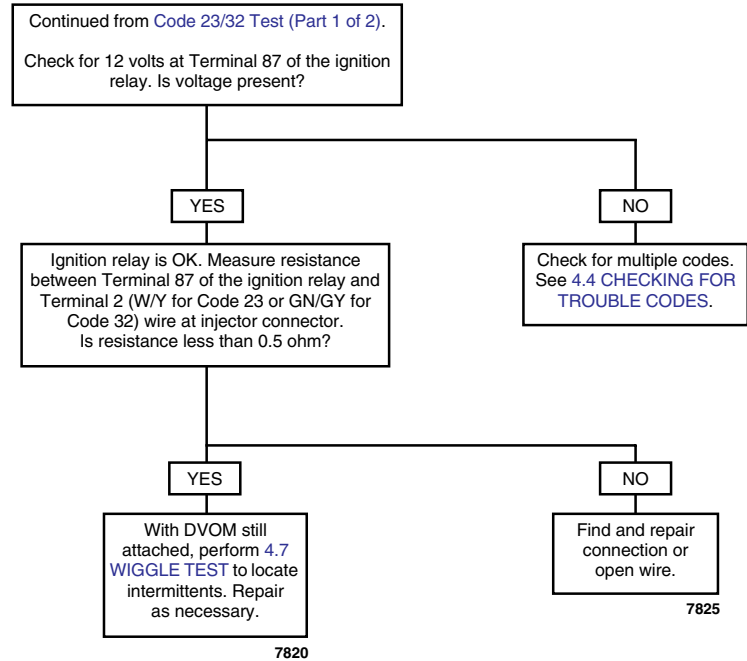 Continued from Code 23/32 Test (Part 1 of 2).
Check for 12 volts at Terminal 87 of the ignition
relay. Is voltage present?
YES
NO
Ignition relay is OK. Measure resistance
between Terminal 87 of the ignition relay and
Terminal 2 (W/Y for Code 23 or GN/GY for
Code 32) wire at injector connector.
Is resistance less than 0.5 ohm?
Check for multiple codes.
See 4.4 CHECKING FOR
TROUBLE CODES.
YES
NO
With DVOM still
attached, perform 4.7
WIGGLE TEST to locate
intermittents. Repair
as necessary.
7820
Find and repair
connection or
open wire.
7825